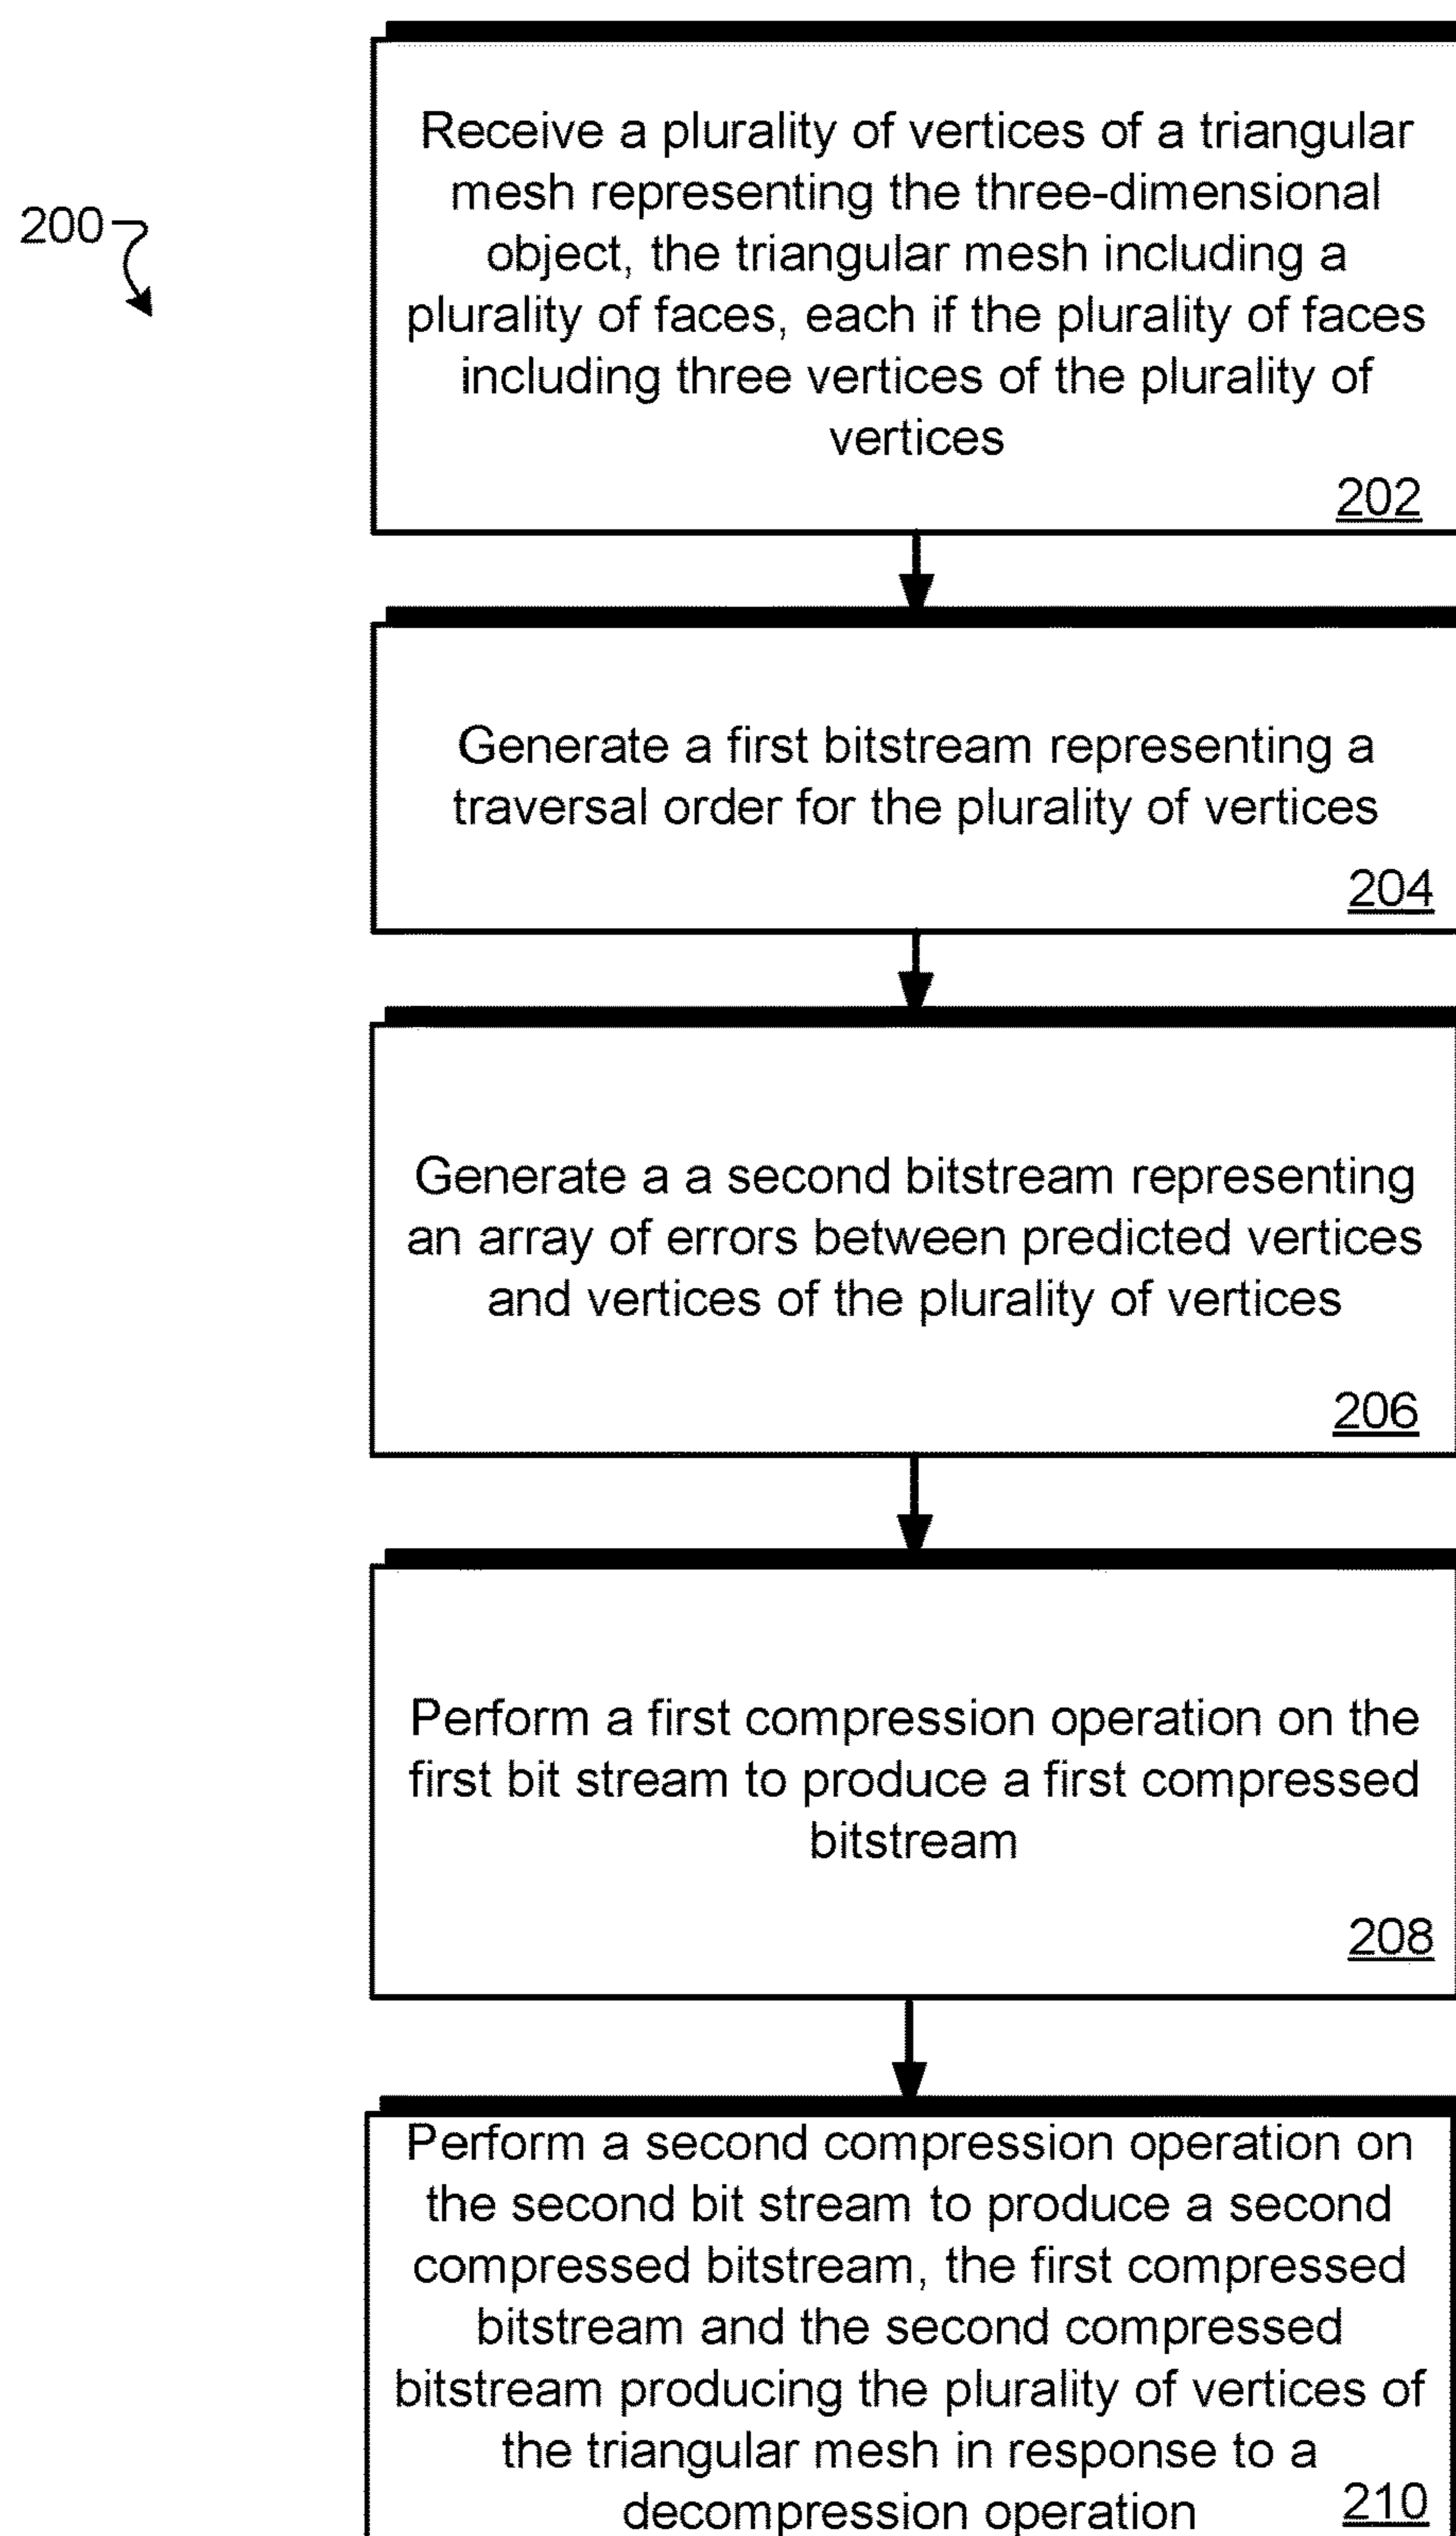 200
Receive a plurality of vertices of a triangular
mesh representing the three-dimensional
object, the triangular mesh including a
plurality of faces, each if the plurality of faces
including three vertices of the plurality of
vertices
202
Generate a first bitstream representing a
traversal order for the plurality of vertices
204
Generate a a second bitstream representing
an array of errors between predicted vertices
and vertices of the plurality of vertices
206
Perform a first compression operation on the
first bit stream to produce a first compressed
bitstream
208
Perform a second compression operation on
the second bit stream to produce a second
compressed bitstream, the first compressed
bitstream and the second compressed
bitstream producing the plurality of vertices of
the triangular mesh in response to a
decompression operation
210